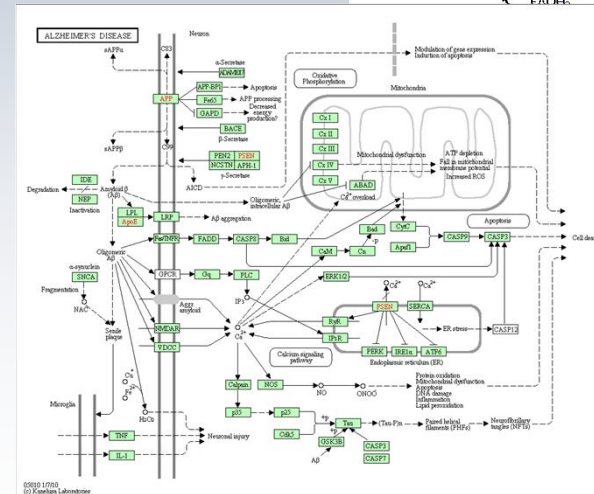 FADH₂
ALZHEIMER'S DISEASE
Neuron
sAPPα
C83
α-Secretase
ADAM10/17
APP
APP-BP1
Apoptosis
Fe65
APP processing
GAPD
Decreased
energy
production?
BACE
β-Secretase
sAPPβ
C99
PEN2
PSEN
NCSTN
APH-1
γ-Secretase
AICD
Modulation of gene expression
Induction of apoptosis
Oxidative
Phosphorylation
Mitochondria
Cx I
Cx II
Cx III
Cx IV
Cx V
Mitochondrial dysfunction
ATP depletion
Fall in mitochondrial
membrane potential
Increased ROS
ABAD
Ca²⁺ overload
IDE
Degradation
Amyloid β
(Aβ)
NEP
Inactivation
Oligomeric
intracellular Aβ
LPL
ApoE
LRP
Aβ aggregation
Apoptosis
Fas/TNFR
FADD
CASP8
Bid
Bad
-p
CytC
CASP9
CASP3
Cell death
CaM
Cn
Apaf1
Oligomeric
Aβ
α-synuclein
SNCA
GPCR
Gq
PLC
ERK1/2
Fragmentation
NAC
IP3
Aggr
amyloid
Senile
plaque
NMDAR
VDCC
Ca²⁺
Ca²⁺
Ca²⁺
PSEN
SERCA
RyR
IP3R
ER stress
CASP12
PERK
IRE1α
ATF6
Endoplasmic reticulum (ER)
Calcium signaling
pathway
Calpain
NOS
NO
ONOO⁻
Protein oxidation
Mitochondrial dysfunction
Apoptosis
DNA damage
Inflammation
Lipid peroxidation
Microglia
H₂O₂
p35
p25
Cdk5
+p
Tau
(Tau-P)n
Paired helical
filaments (PHFs)
Neurofibrillary
tangles (NFTs)
TNF
IL-1
Neuronal injury
+p
GSK3B
Aβ
CASP3
CASP7
05010 1/7/10
(c) Kanehisa Laboratories